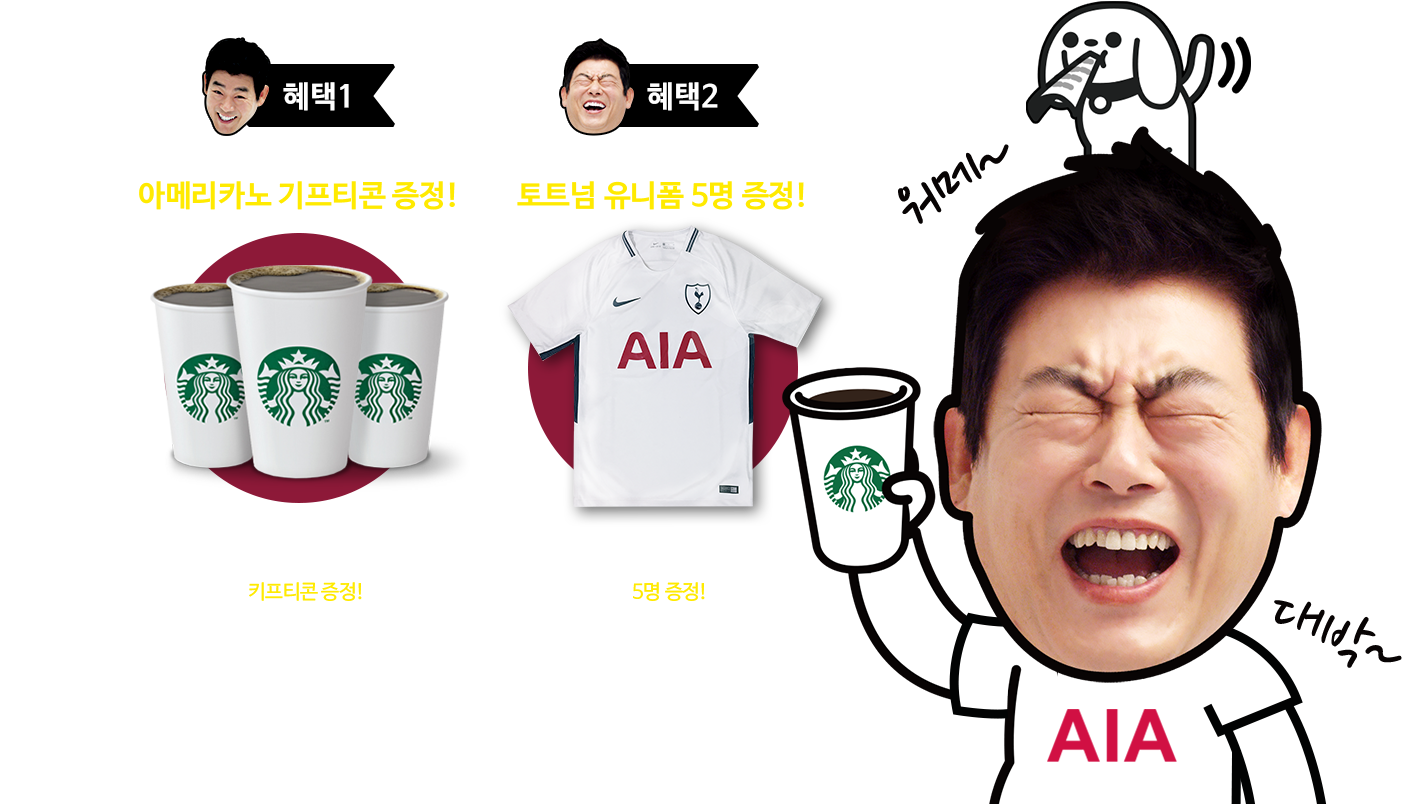 혜택1
혜택2
워메~
아메리카노 기프티콘 증정!
토트넘 유니폼 5명 증정!
AIA
키프티콘 증정!
5명 증정!
대박~
AIA